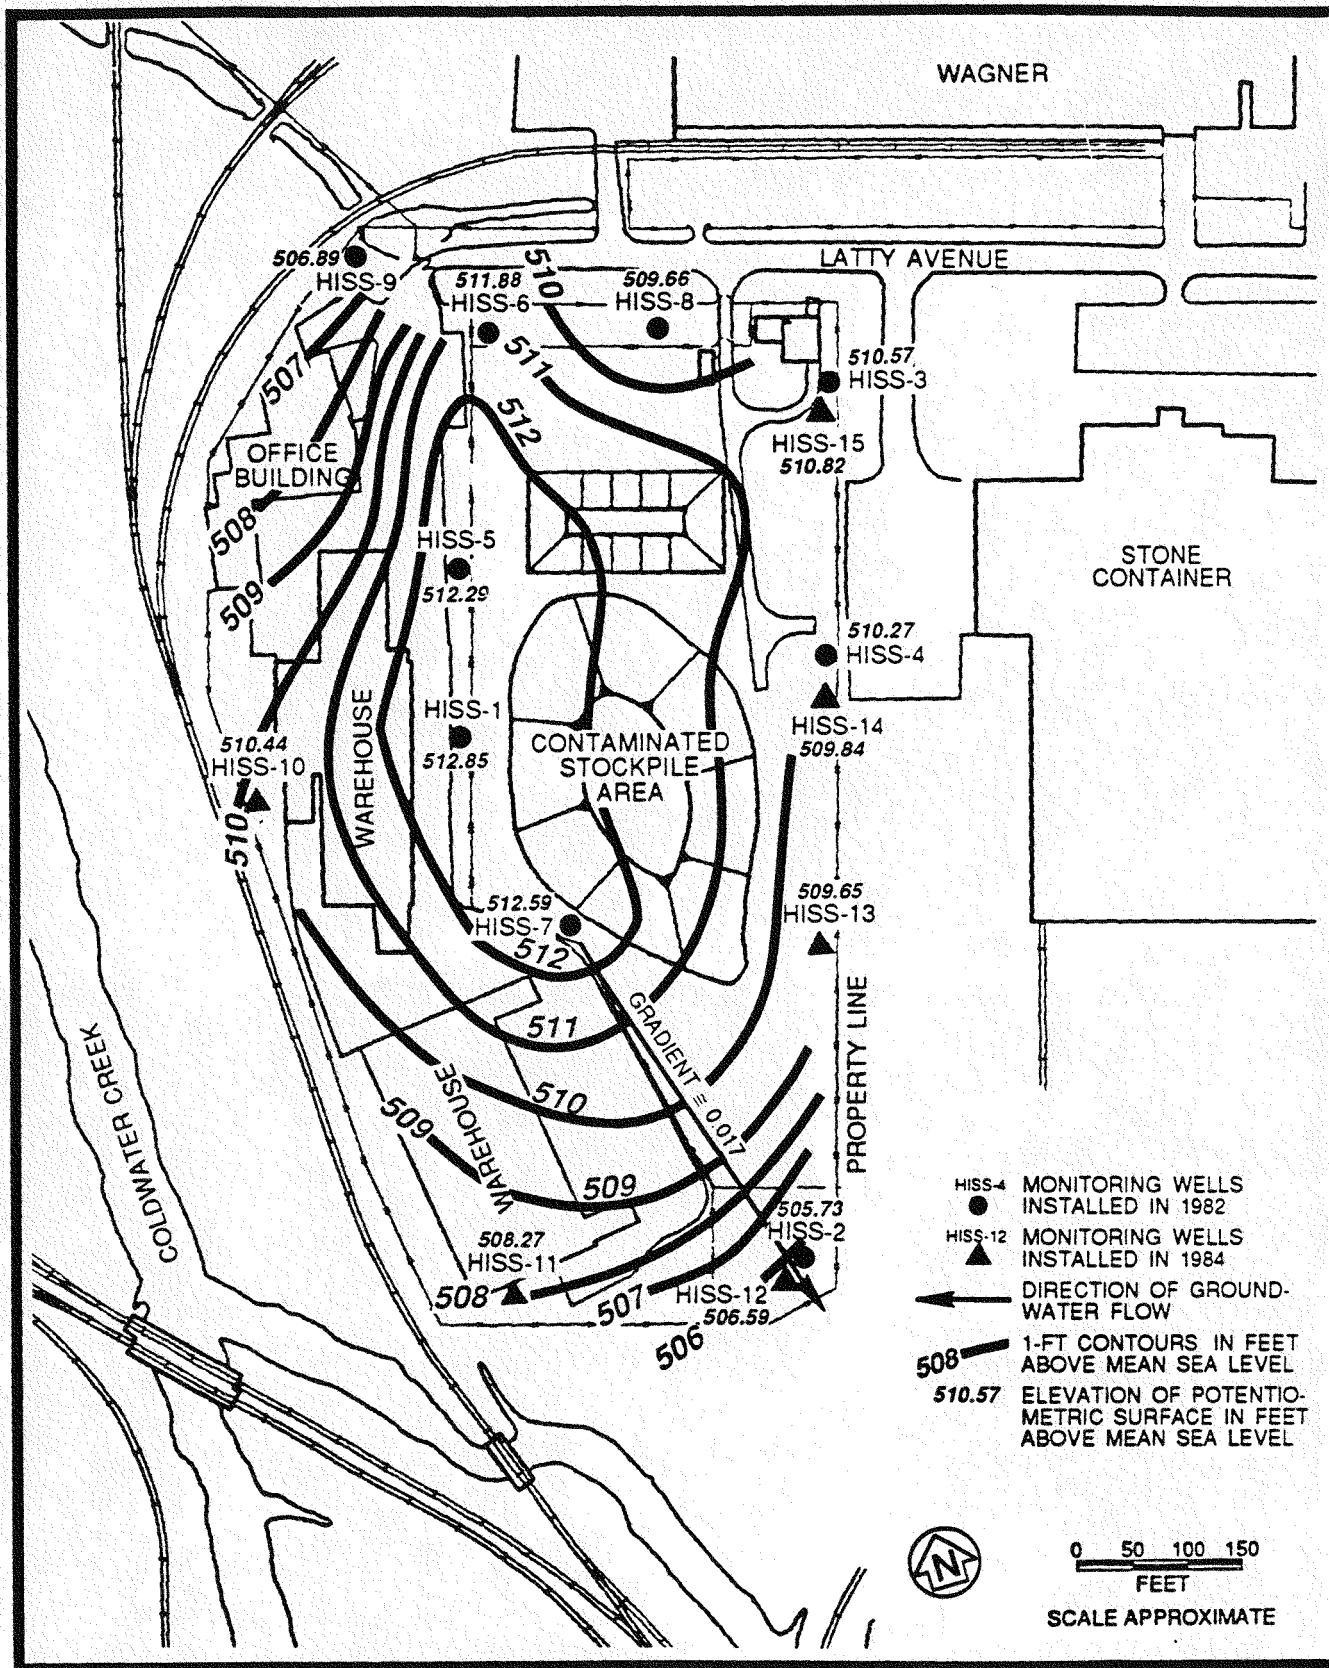 WAGNER
LATTY AVENUE
506.89
HISS-9
511.88
HISS-6
510
509.66
HISS-8
511
510.57
HISS-3
507
512
HISS-15
510.82
OFFICE
BUILDING
508
HISS-5
512.29
509
STONE
CONTAINER
510.27
HISS-4
WAREHOUSE
HISS-1
512.85
CONTAMINATED
STOCKPILE
AREA
HISS-14
509.84
510.44
HISS-10
510
509.65
HISS-13
512.59
HISS-7
512
GRADIENT ≅ 0.017
PROPERTY LINE
511
COLDWATER CREEK
WAREHOUSE
510
509
509
505.73
HISS-2
508.27
HISS-11
508
507
HISS-12
506.59
506
HISS-4 MONITORING WELLS
INSTALLED IN 1982
HISS-12 MONITORING WELLS
INSTALLED IN 1984
DIRECTION OF GROUND-
WATER FLOW
508 1-FT CONTOURS IN FEET
ABOVE MEAN SEA LEVEL
510.57 ELEVATION OF POTENTIO-
METRIC SURFACE IN FEET
ABOVE MEAN SEA LEVEL
N
0 50 100 150
FEET
SCALE APPROXIMATE